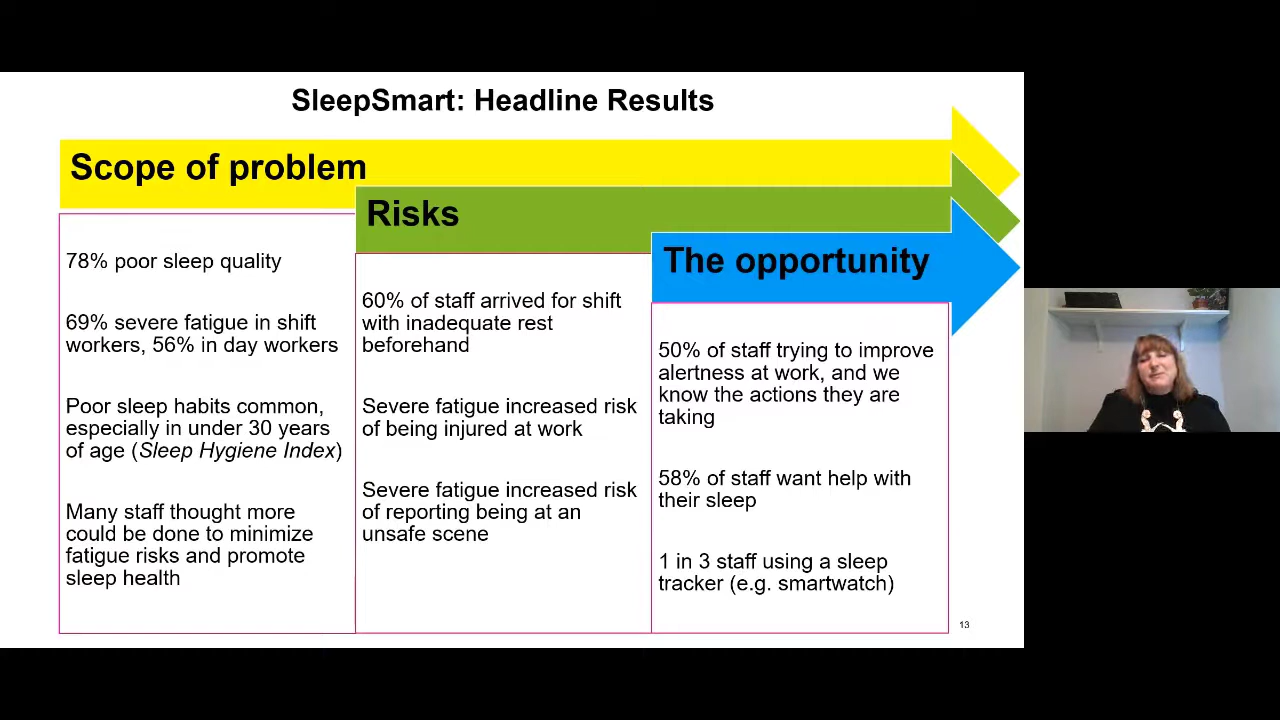 SleepSmart: Headline Results
Scope of problem
78% poor sleep quality
69% severe fatigue in shift
workers, 56% in day workers
Poor sleep habits common,
especially in under 30 years
of age (Sleep Hygiene Index)
Many staff thought more
could be done to minimize
fatigue risks and promote
sleep health
Risks
60% of staff arrived for shift
with inadequate rest
beforehand
Severe fatigue increased risk
of being injured at work
Severe fatigue increased risk
of reporting being at an
unsafe scene
The opportunity
50% of staff trying to improve
alertness at work, and we
know the actions they are
taking
58% of staff want help with
their sleep
1 in 3 staff using a sleep
tracker (e.g. smartwatch)
13